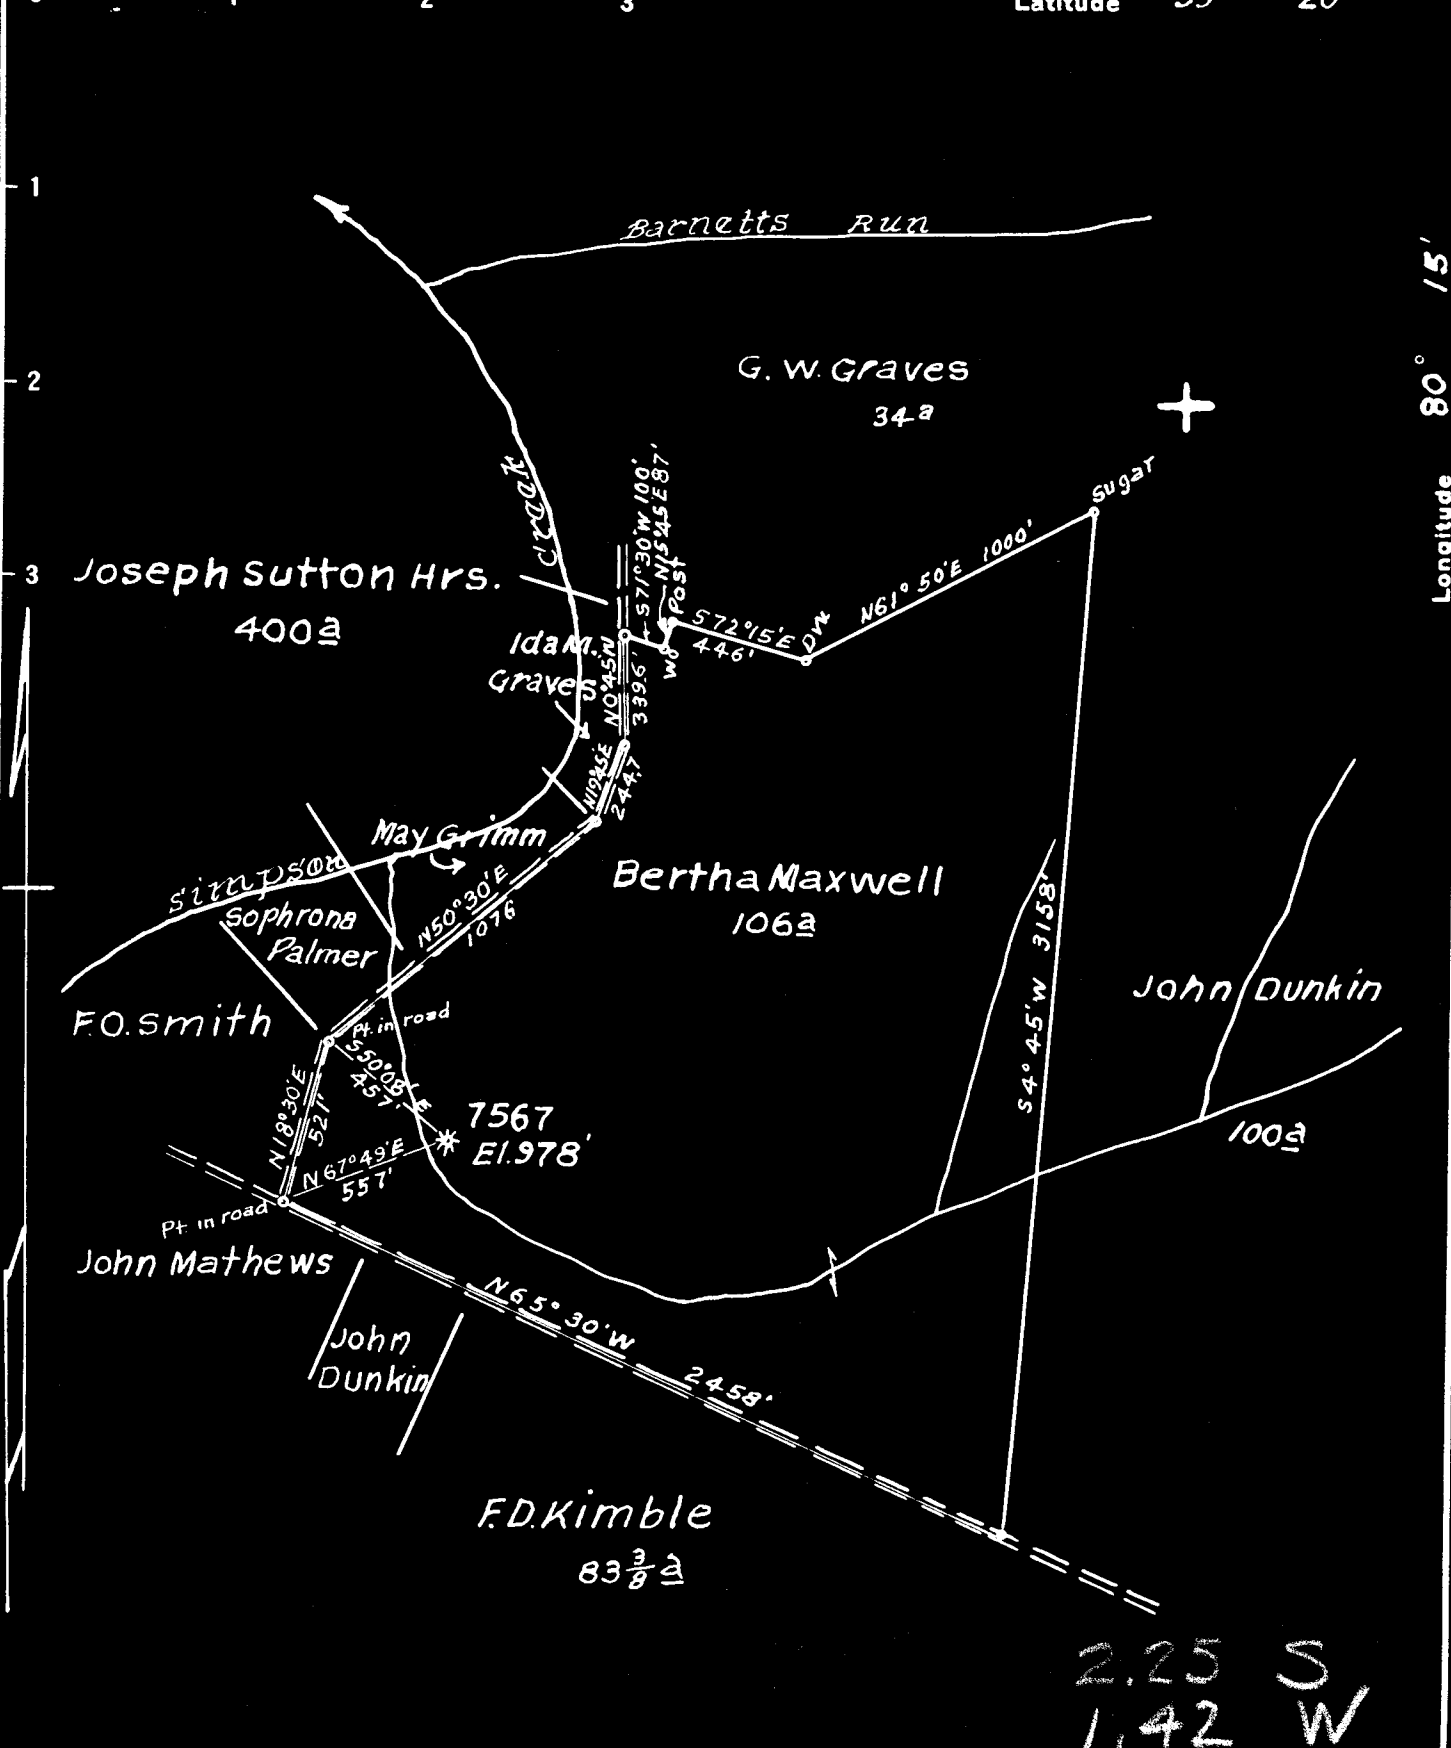 2 3 Latitude
1
Barnetts Run
80° 15'
Longitude
2
G. W. Graves
34a
Sugar
Creek
S71°30'W 100'
N15°45'E 87'
Post
N61° 50'E 1000'
3
Joseph Sutton Hrs.
400a
S72°15'E
446'
Wo
Ida M.
Graves
N0°45N
339.6'
N19°45E
244.7
May Grimm
Simpson
Bertha Maxwell
106a
N50°30'E
1076
Sophrona
Palmer
S4° 45'W 3158'
John Dunkin
F.O. Smith
Pt. in road
S50°08'E
457'
N18°30'E
521'
7567
El. 978'
100a
N67°49'E
557'
Pt. in road
John Mathews
N65°30'W 2458'
John
Dunkin
F.D. Kimble
83 3/8 a
2.25 S
1.42 W